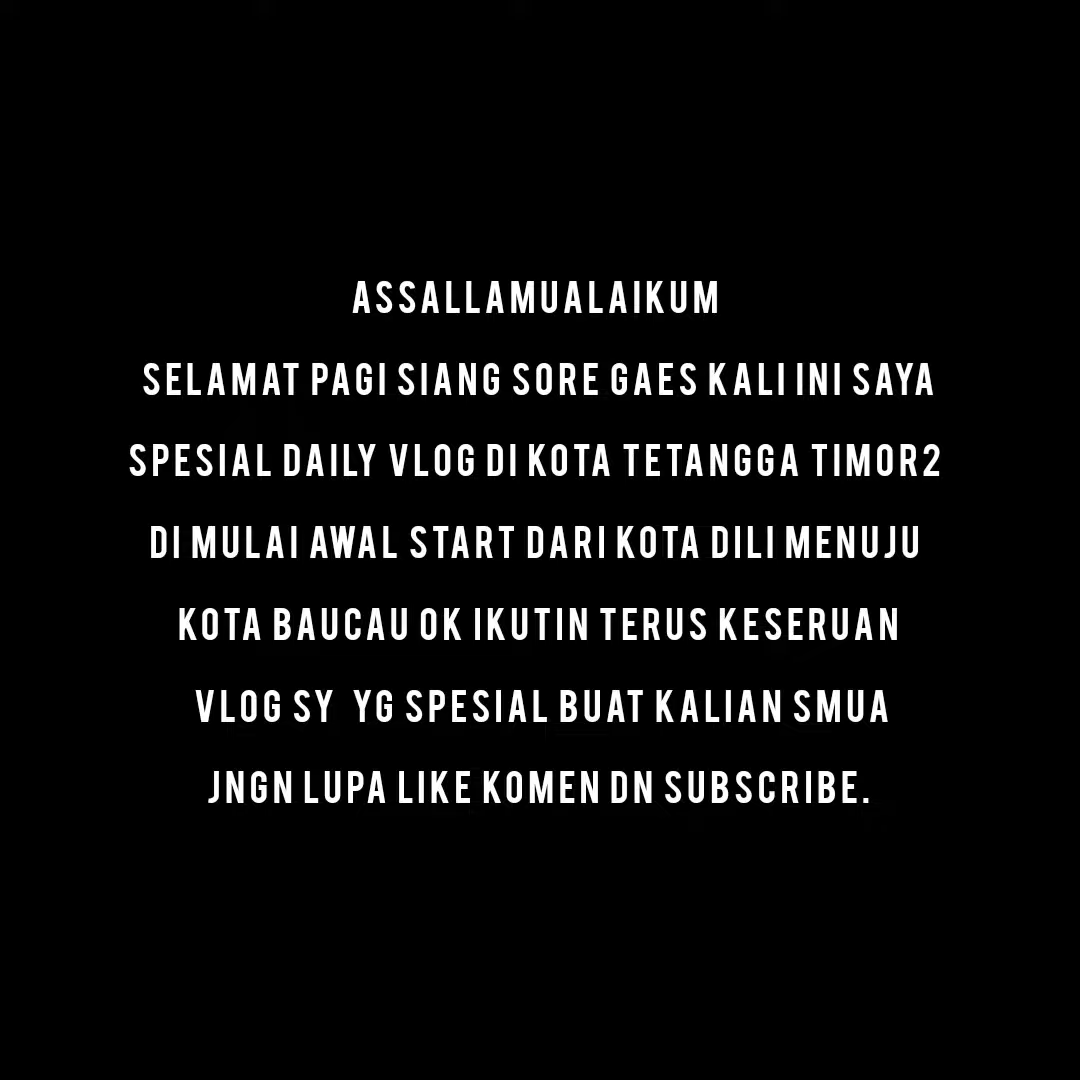 ASSALLAMUALAIKUM
SELAMAT PAGI SIANG SORE GAES KALI INI SAYA
SPESIAL DAILY VLOG DI KOTA TETANGGA TIMOR2
DI MULAI AWAL START DARI KOTA DILI MENUJU
KOTA BAUCAU OK IKUTIN TERUS KESERUAN
VLOG SY YG SPESIAL BUAT KALIAN SMUA
JNGN LUPA LIKE KOMEN DN SUBSCRIBE.